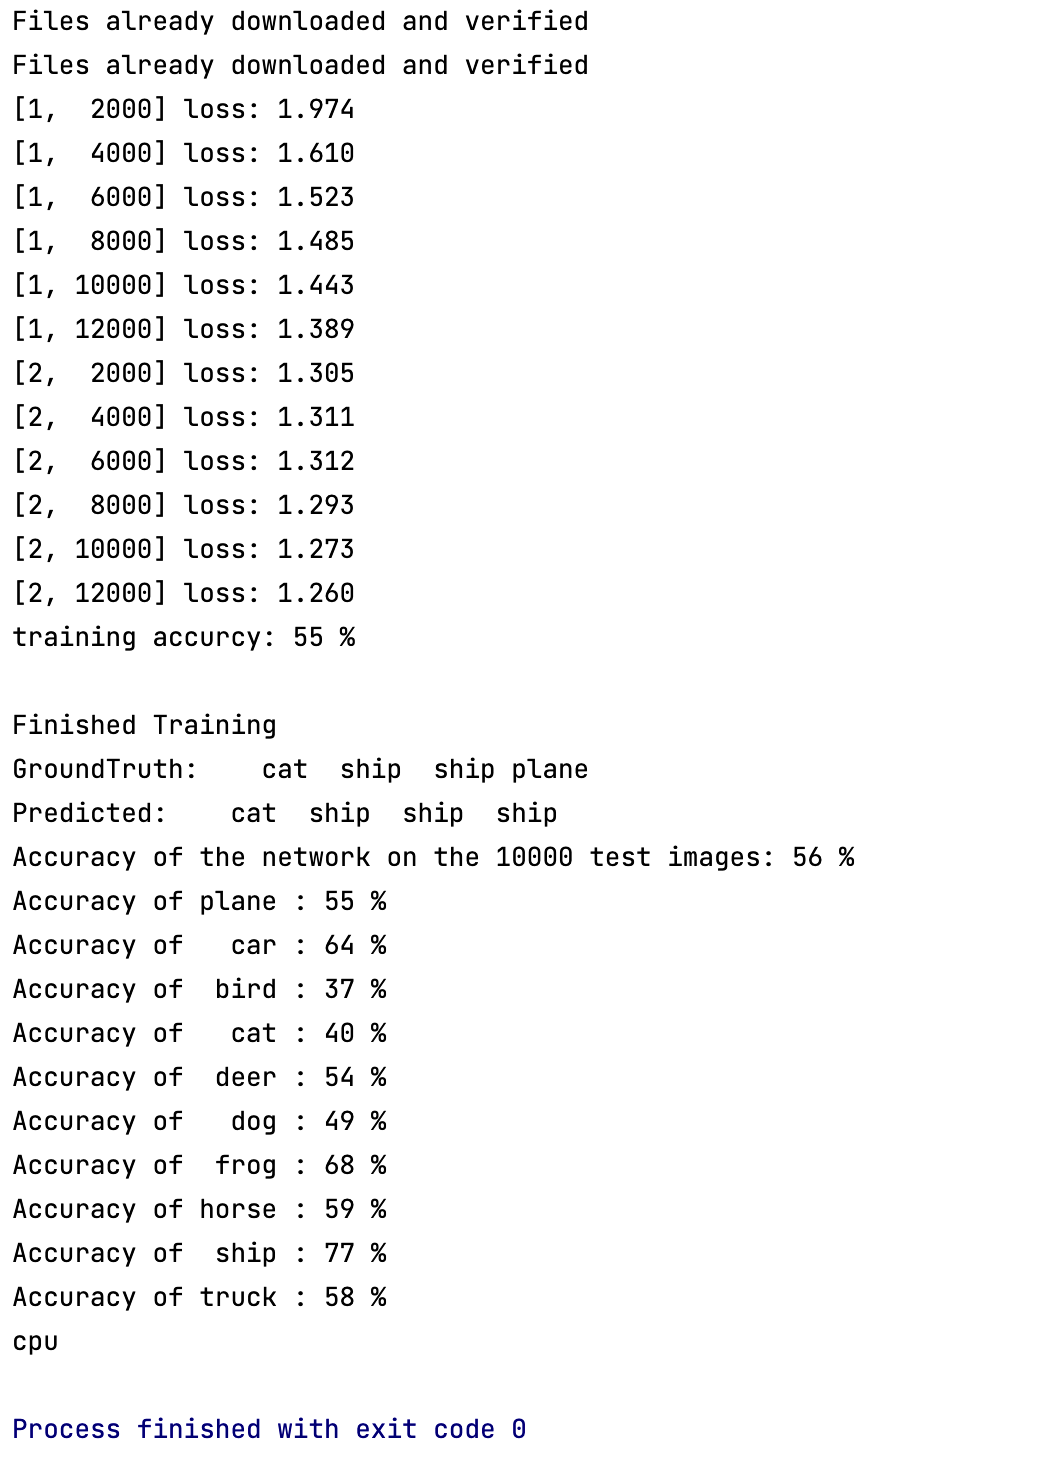 Files already downloaded and verified
Files already downloaded and verified
[1,  2000] loss: 1.974
[1,  4000] loss: 1.610
[1,  6000] loss: 1.523
[1,  8000] loss: 1.485
[1, 10000] loss: 1.443
[1, 12000] loss: 1.389
[2,  2000] loss: 1.305
[2,  4000] loss: 1.311
[2,  6000] loss: 1.312
[2,  8000] loss: 1.293
[2, 10000] loss: 1.273
[2, 12000] loss: 1.260
training accurcy: 55 %

Finished Training
GroundTruth:    cat  ship  ship plane
Predicted:    cat  ship  ship  ship
Accuracy of the network on the 10000 test images: 56 %
Accuracy of plane : 55 %
Accuracy of   car : 64 %
Accuracy of  bird : 37 %
Accuracy of   cat : 40 %
Accuracy of  deer : 54 %
Accuracy of   dog : 49 %
Accuracy of  frog : 68 %
Accuracy of horse : 59 %
Accuracy of  ship : 77 %
Accuracy of truck : 58 %
cpu

Process finished with exit code 0